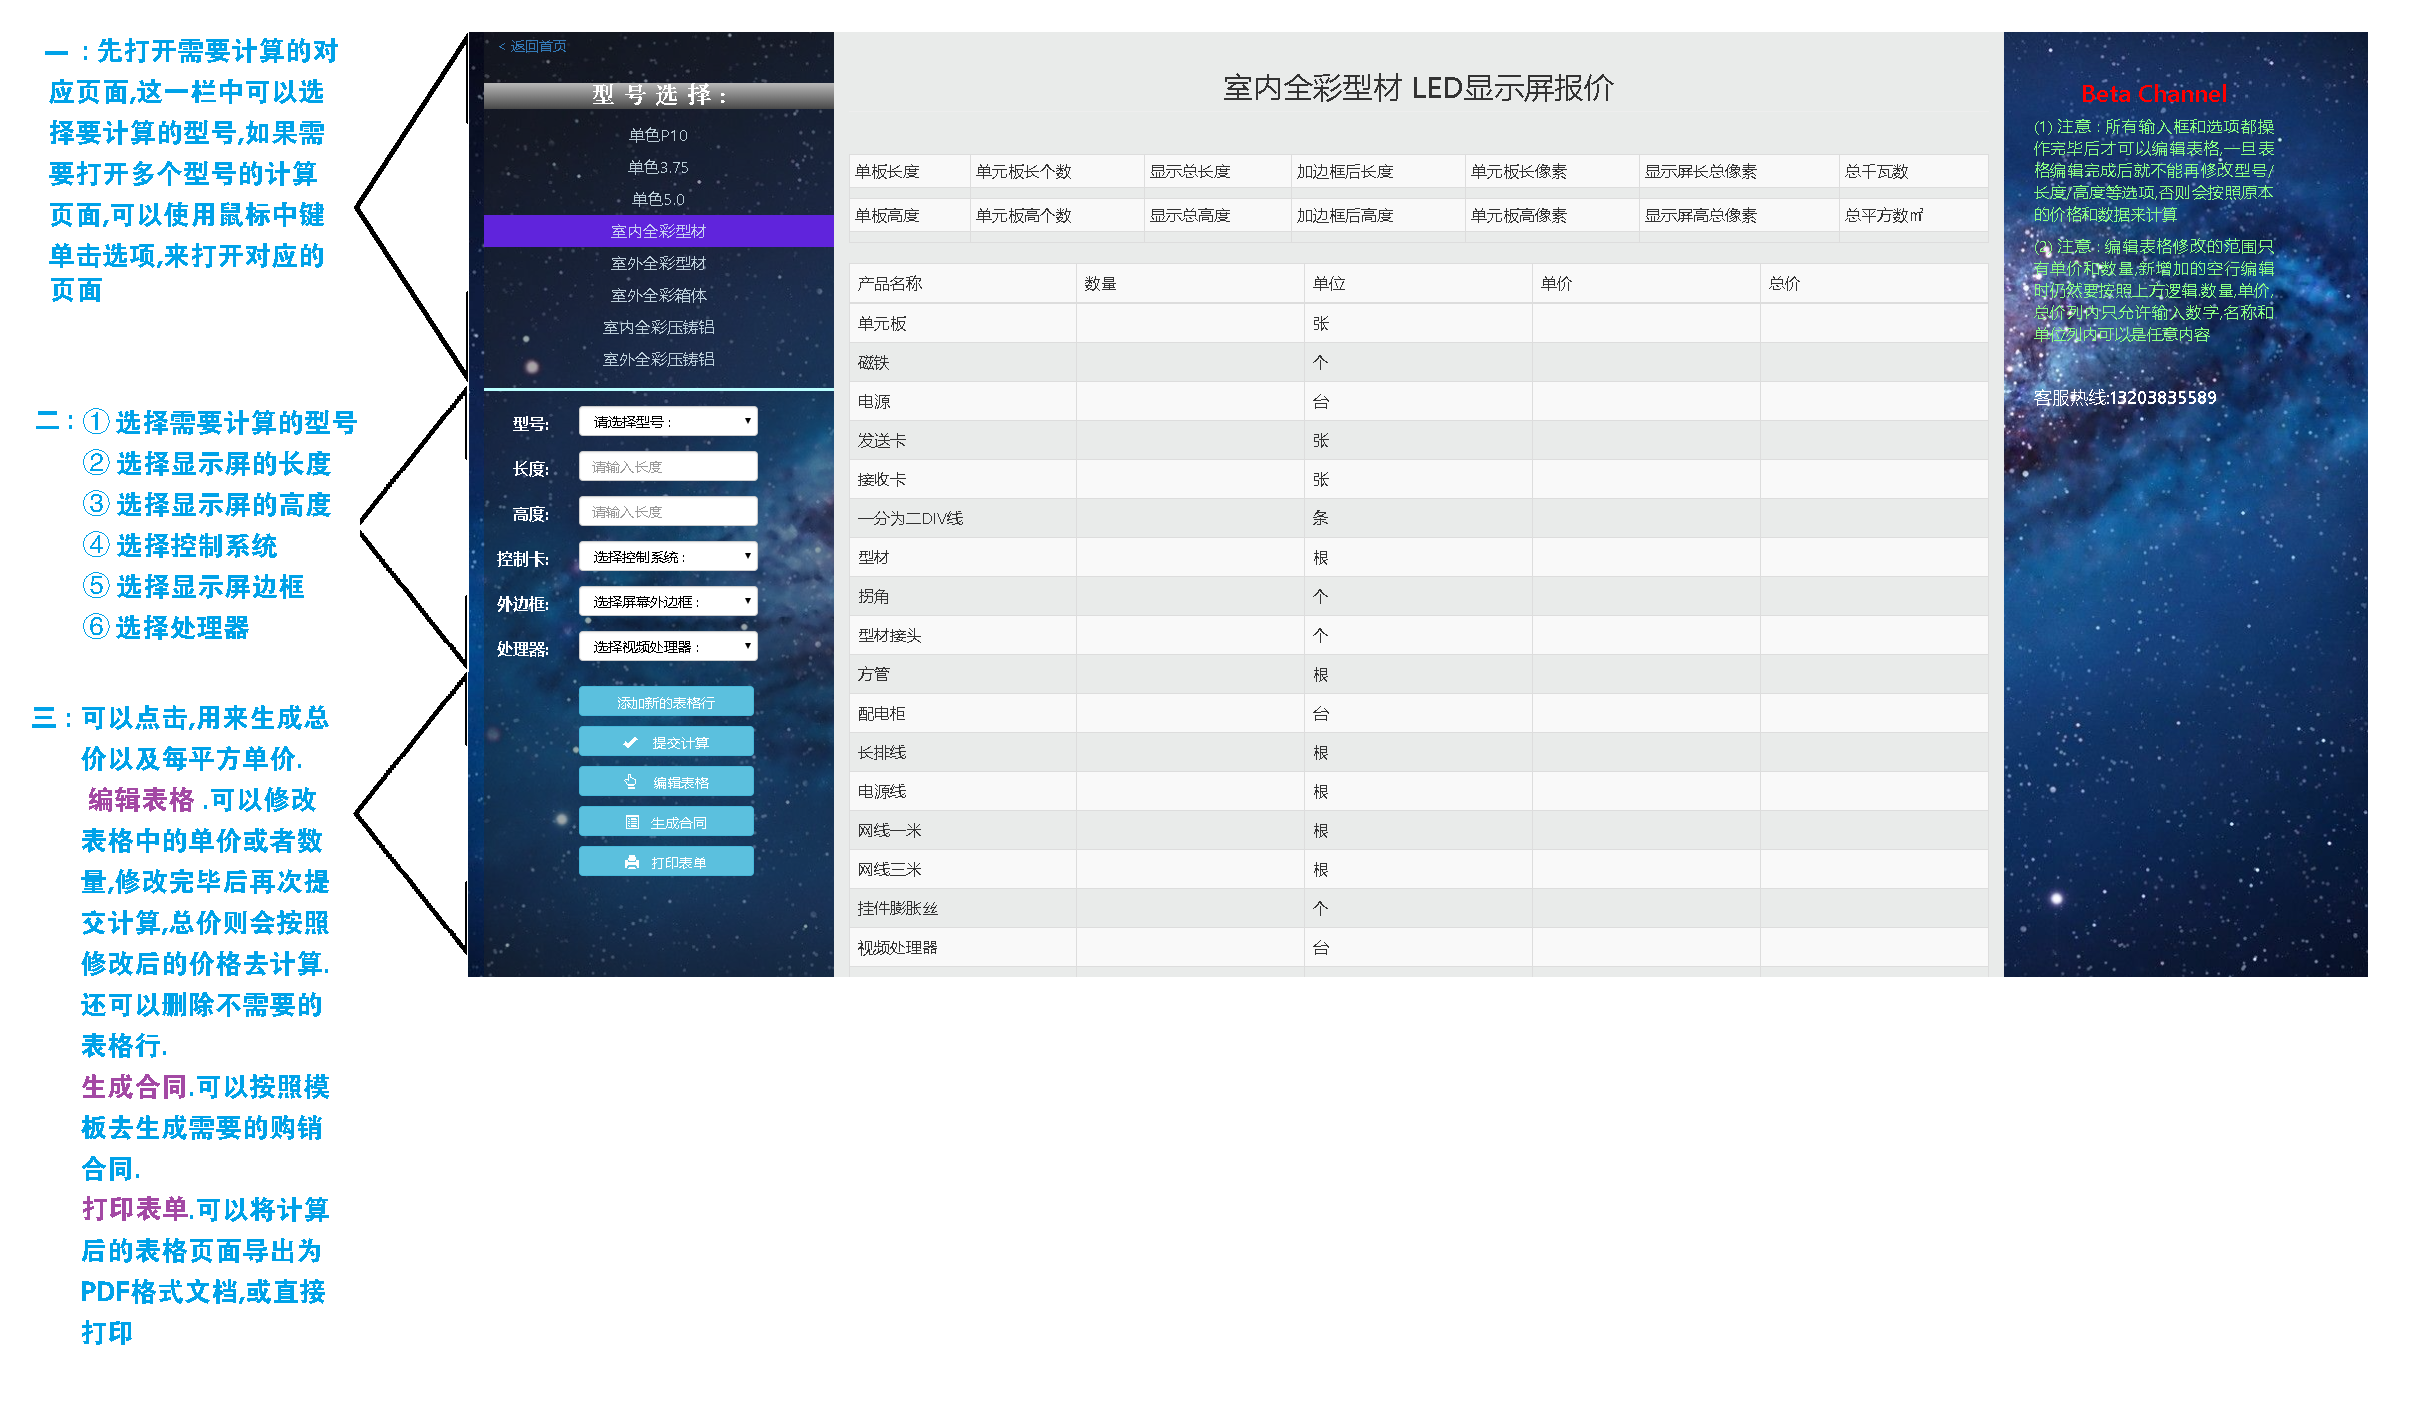 一 : 先打开需要计算的对
应页面,这一栏中可以选
择要计算的型号,如果需
要打开多个型号的计算
页面,可以使用鼠标中键
单击选项,来打开对应的
页面
二 : ① 选择需要计算的型号
② 选择显示屏的长度
③ 选择显示屏的高度
④ 选择控制系统
⑤ 选择显示屏边框
⑥ 选择处理器
三 : 可以点击,用来生成总
价以及每平方单价.
编辑表格 .可以修改
表格中的单价或者数
量,修改完毕后再次提
交计算,总价则会按照
修改后的价格去计算.
还可以删除不需要的
表格行.
生成合同.可以按照模
板去生成需要的购销
合同.
打印表单.可以将计算
后的表格页面导出为
PDF格式文档,或直接
打印
< 返回首页
型 号 选 择 :
单色P10
单色3.75
单色5.0
室内全彩型材
室外全彩型材
室外全彩箱体
室内全彩压铸铝
室外全彩压铸铝
型号: 请选择型号 :
长度: 请输入长度
高度: 请输入长度
控制卡: 选择控制系统 :
外边框: 选择屏幕外边框 :
处理器: 选择视频处理器 :
添加新的表格行
提交计算
编辑表格
生成合同
打印表单
室内全彩型材 LED显示屏报价
单板长度 单元板长个数 显示总长度 加边框后长度 单元板长像素 显示屏长总像素 总千瓦数
单板高度 单元板高个数 显示总高度 加边框后高度 单元板高像素 显示屏高总像素 总平方数㎡
产品名称 数量 单位 单价 总价
单元板 张
磁铁 个
电源 台
发送卡 张
接收卡 张
一分为二DIV线 条
型材 根
拐角 个
型材接头 个
方管 根
配电柜 台
长排线 根
电源线 根
网线一米 根
网线三米 根
挂件膨胀丝 个
视频处理器 台
Beta Channel
(1) 注意 : 所有输入框和选项都操
作完毕后才可以编辑表格,一旦表
格编辑完成后就不能再修改型号/
长度/高度等选项,否则会按照原本
的价格和数据来计算
(2) 注意 : 编辑表格修改的范围只
有单价和数量,新增加的空行编辑
时仍然要按照上方逻辑,数量,单价,
总价列内只允许输入数字,名称和
单位列内可以是任意内容
客服热线:13203835589